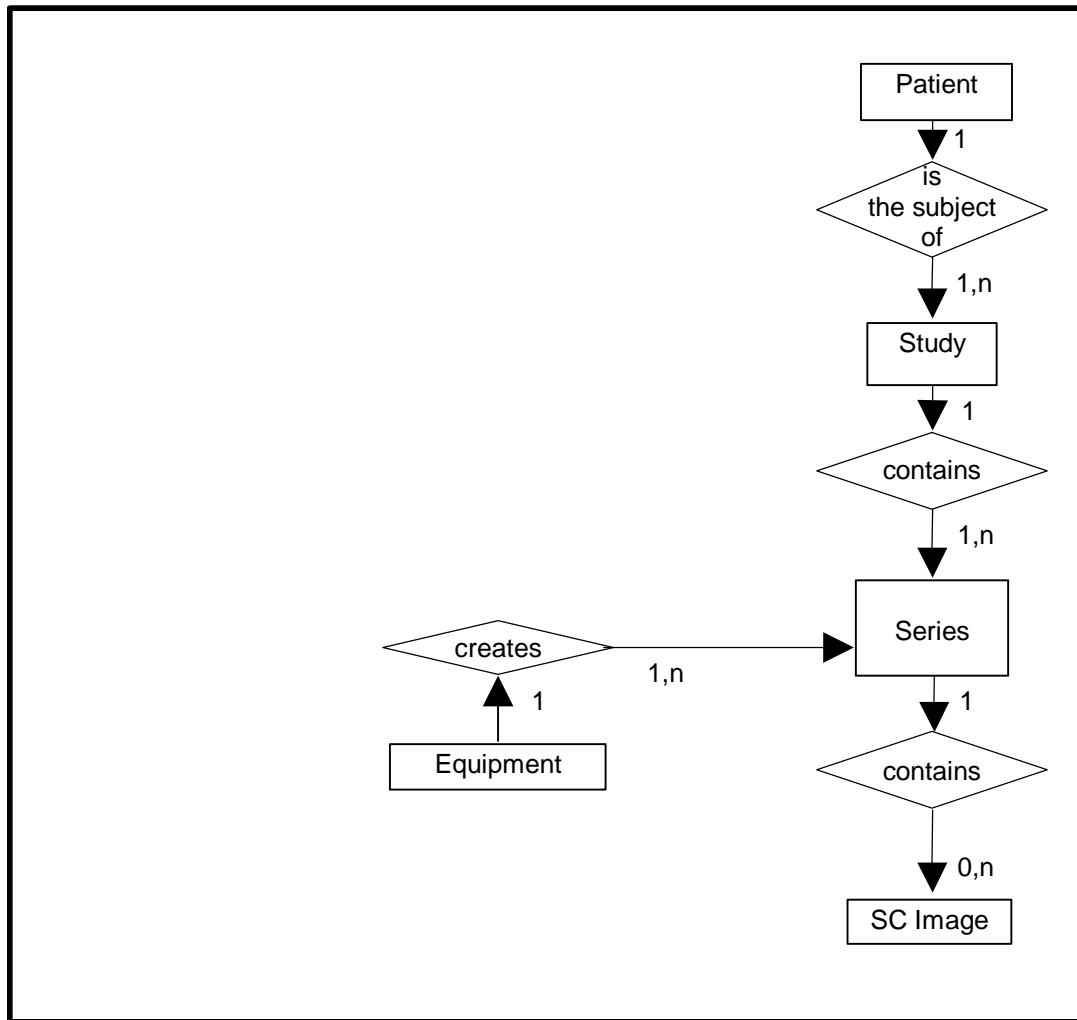 Patient
1
is
the subject
of
1,n
Study
1
contains
1,n
Series
creates
1,n
1
1
Equipment
contains
0,n
SC Image